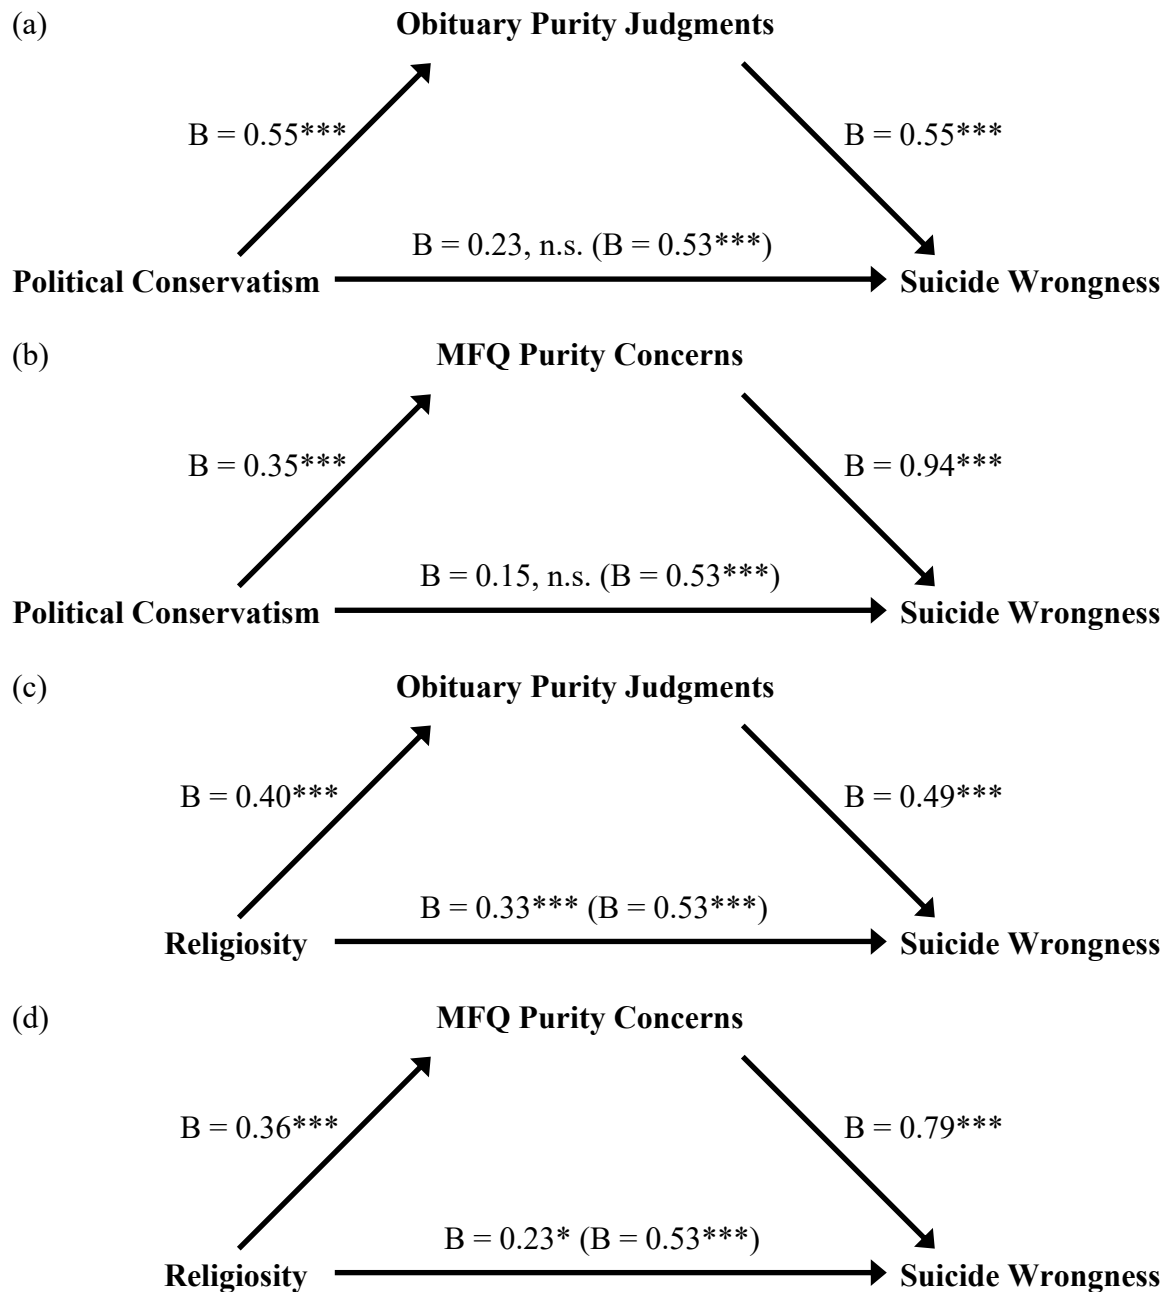 (a)
Obituary Purity Judgments
B = 0.55***
B = 0.55***
B = 0.23, n.s. (B = 0.53***)
Political Conservatism
Suicide Wrongness
(b)
MFQ Purity Concerns
B = 0.35***
B = 0.94***
B = 0.15, n.s. (B = 0.53***)
Political Conservatism
Suicide Wrongness
(c)
Obituary Purity Judgments
B = 0.40***
B = 0.49***
B = 0.33*** (B = 0.53***)
Religiosity
Suicide Wrongness
(d)
MFQ Purity Concerns
B = 0.36***
B = 0.79***
B = 0.23* (B = 0.53***)
Religiosity
Suicide Wrongness